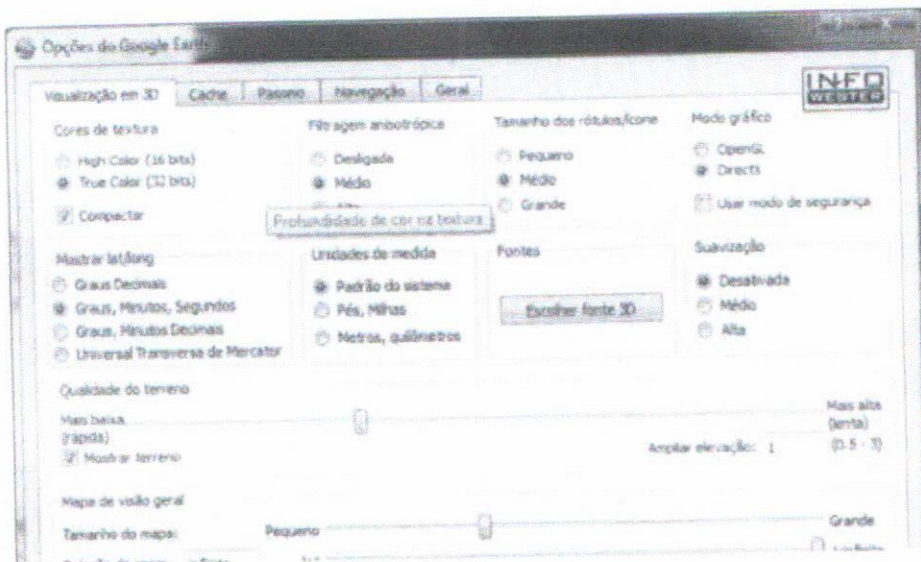 Opções do Google Earth
INFO
WESTER
Visualização em 3D
Cache
Passeio
Navegação
Geral
Cores de textura
High Color (16 bits)
True Color (32 bits)
Compactar
Filtragem anisotrópica
Desligada
Médio
Alta
Profundidade de cor na textura
Tamanho dos rótulos/ícone
Pequeno
Médio
Grande
Modo gráfico
OpenGL
DirectX
Usar modo de segurança
Mostrar lat/long
Graus Decimais
Graus, Minutos, Segundos
Graus, Minutos Decimais
Universal Transversa de Mercator
Unidades de medida
Padrão do sistema
Pés, Milhas
Metros, quilômetros
Fontes
Escolher fonte 3D
Suavização
Desativada
Médio
Alta
Qualidade do terreno
Mais baixa
(rápida)
Mais alta
(lenta)
Mostrar terreno
Ampliar elevação: 1
(0.5 - 3)
Mapa de visão geral
Tamanho do mapa:
Pequeno
Grande